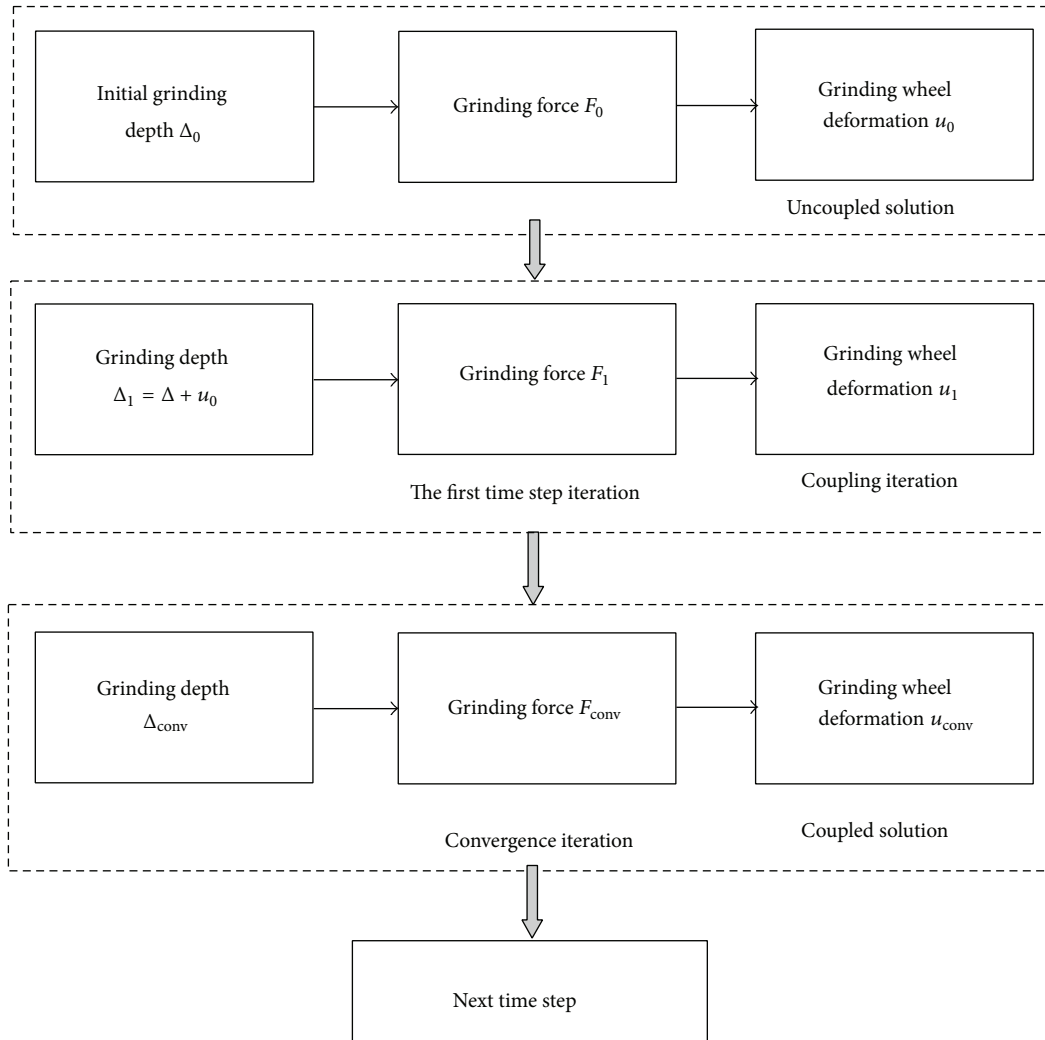 Initial grinding
depth Δ₀
Grinding force F₀
Grinding wheel
deformation u₀
Uncoupled solution
Grinding depth
Δ₁ = Δ + u₀
Grinding force F₁
Grinding wheel
deformation u₁
Coupling iteration
The first time step iteration
Grinding depth
Δconv
Grinding force Fconv
Grinding wheel
deformation uconv
Coupled solution
Convergence iteration
Next time step